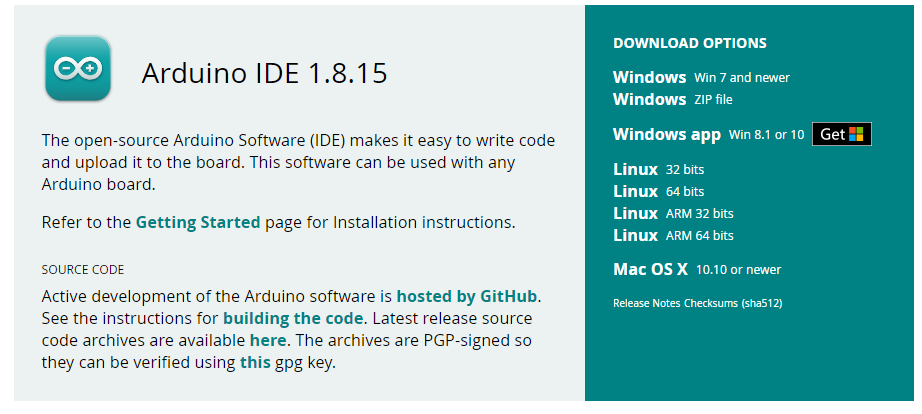 Arduino IDE 1.8.15
The open-source Arduino Software (IDE) makes it easy to write code
and upload it to the board. This software can be used with any
Arduino board.
Refer to the Getting Started page for Installation instructions.
SOURCE CODE
Active development of the Arduino software is hosted by GitHub.
See the instructions for building the code. Latest release source
code archives are available here. The archives are PGP-signed so
they can be verified using this gpg key.
DOWNLOAD OPTIONS
Windows Win 7 and newer
Windows ZIP file
Windows app Win 8.1 or 10 Get
Linux 32 bits
Linux 64 bits
Linux ARM 32 bits
Linux ARM 64 bits
Mac OS X 10.10 or newer
Release Notes Checksums (sha512)